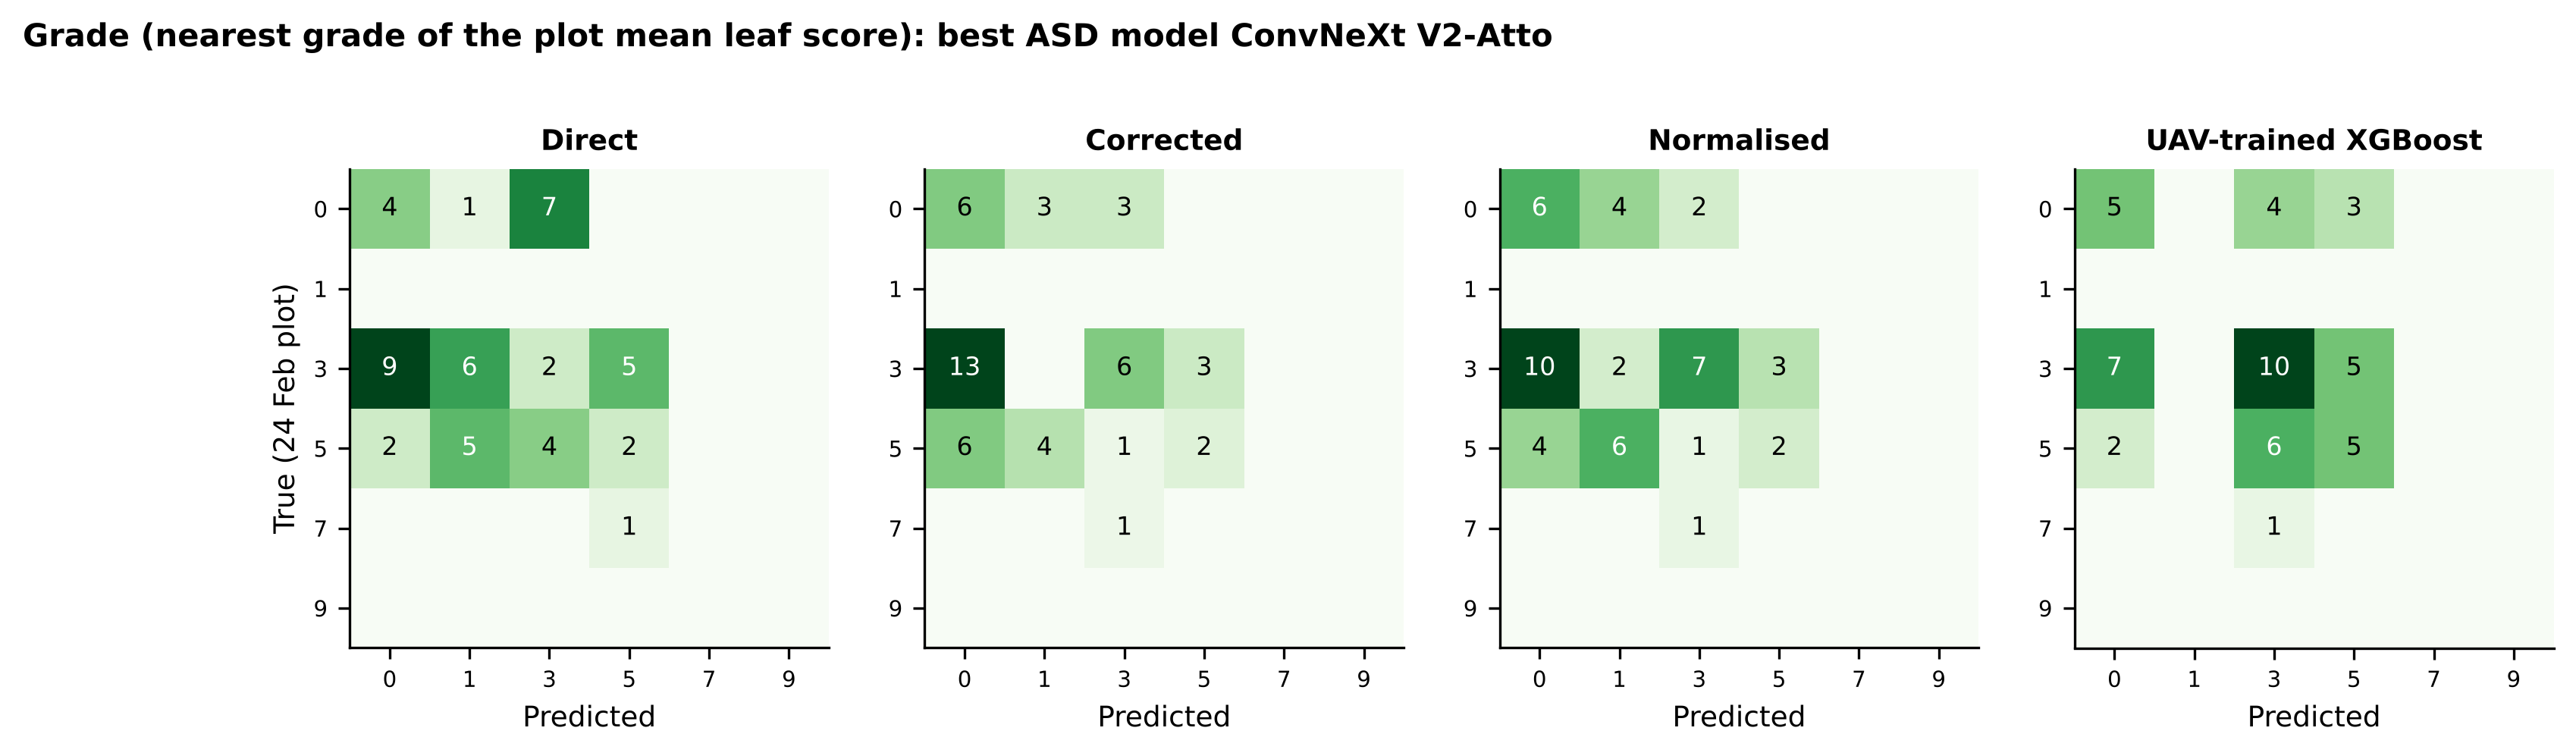 Grade (nearest grade of the plot mean leaf score): best ASD model ConvNeXt V2-Atto
Direct
True (24 Feb plot)
0 4 1 7
1
3 9 6 2 5
5 2 5 4 2
7 1
9
0 1 3 5 7 9
Predicted
Corrected
0 6 3 3
1
3 13 6 3
5 6 4 1 2
7 1
9
0 1 3 5 7 9
Predicted
Normalised
0 6 4 2
1
3 10 2 7 3
5 4 6 1 2
7 1
9
0 1 3 5 7 9
Predicted
UAV-trained XGBoost
0 5 4 3
1
3 7 10 5
5 2 6 5
7 1
9
0 1 3 5 7 9
Predicted